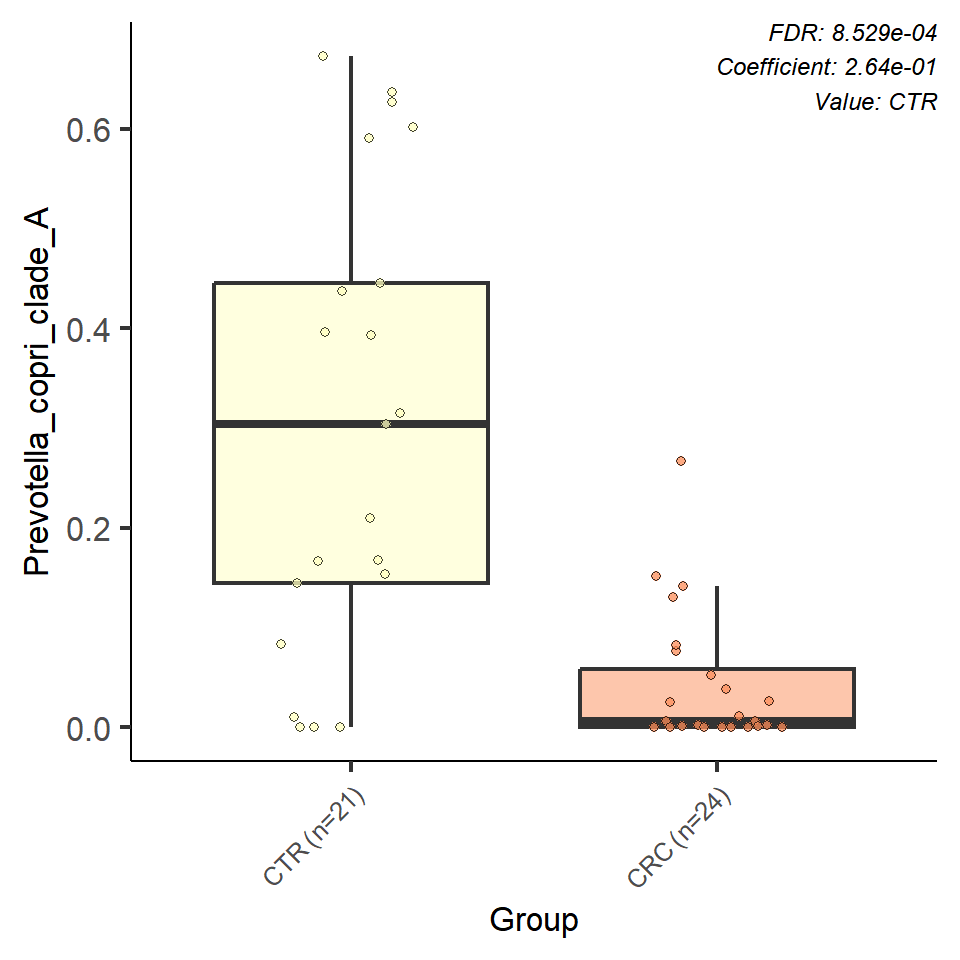 FDR: 8.529e-04
Coefficient: 2.64e-01
Value: CTR
Prevotella_copri_clade_A
0.6
0.4
0.2
0.0
CTR (n=21)
CRC (n=24)
Group